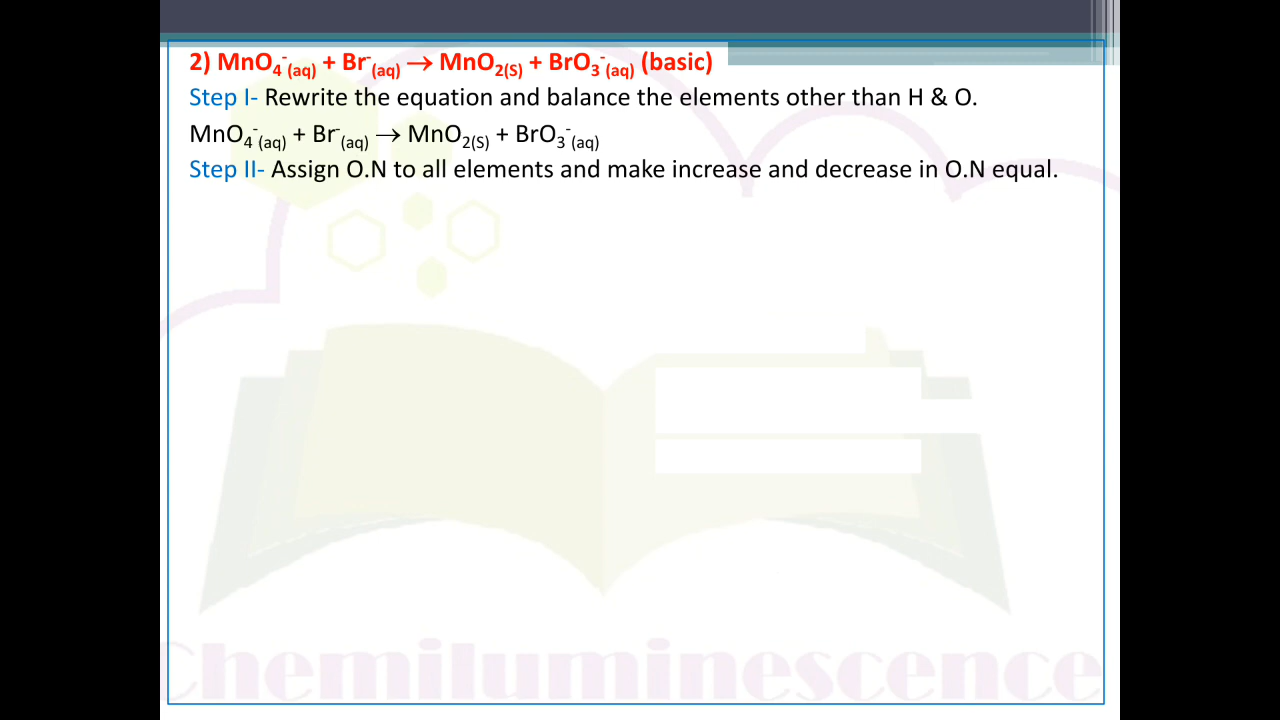 2) MnO₄⁻(aq) + Br⁻(aq) → MnO₂(S) + BrO₃⁻(aq) (basic)
Step I- Rewrite the equation and balance the elements other than H & O.
MnO₄⁻(aq) + Br⁻(aq) → MnO₂(S) + BrO₃⁻(aq)
Step II- Assign O.N to all elements and make increase and decrease in O.N equal.
Chemiluminescence